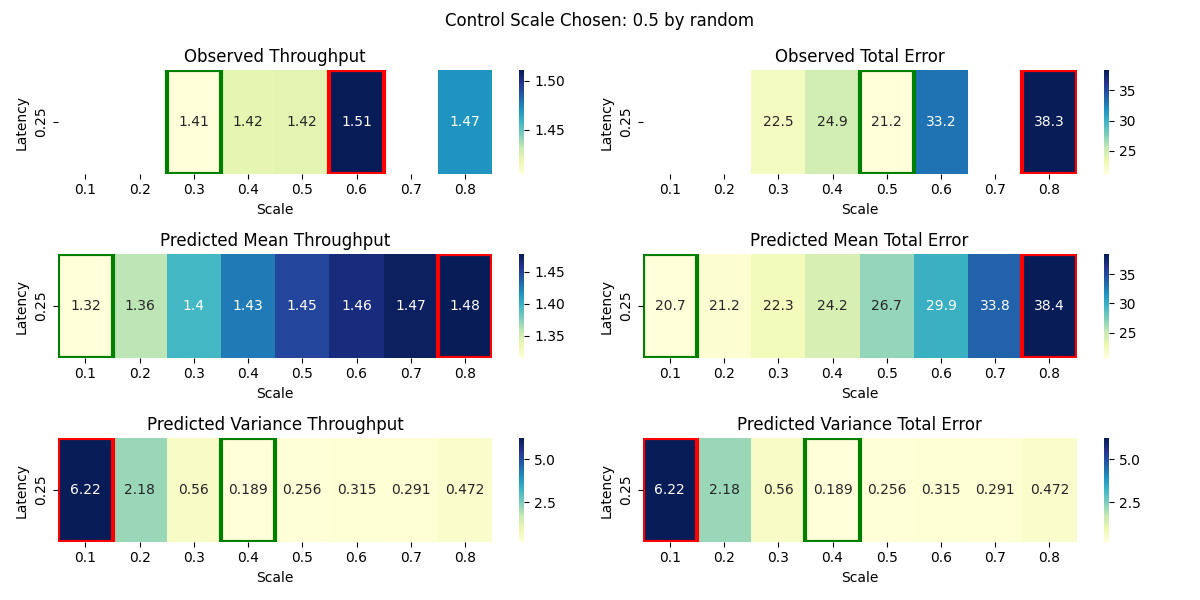 Control Scale Chosen: 0.5 by random
Observed Throughput
Latency
0.25
1.41 1.42 1.42 1.51 1.47
0.1 0.2 0.3 0.4 0.5 0.6 0.7 0.8
Scale
1.50
1.45
Observed Total Error
Latency
0.25
22.5 24.9 21.2 33.2 38.3
0.1 0.2 0.3 0.4 0.5 0.6 0.7 0.8
Scale
35
30
25
Predicted Mean Throughput
Latency
0.25
1.32 1.36 1.4 1.43 1.45 1.46 1.47 1.48
0.1 0.2 0.3 0.4 0.5 0.6 0.7 0.8
Scale
1.45
1.40
1.35
Predicted Mean Total Error
Latency
0.25
20.7 21.2 22.3 24.2 26.7 29.9 33.8 38.4
0.1 0.2 0.3 0.4 0.5 0.6 0.7 0.8
Scale
35
30
25
Predicted Variance Throughput
Latency
0.25
6.22 2.18 0.56 0.189 0.256 0.315 0.291 0.472
0.1 0.2 0.3 0.4 0.5 0.6 0.7 0.8
Scale
5.0
2.5
Predicted Variance Total Error
Latency
0.25
6.22 2.18 0.56 0.189 0.256 0.315 0.291 0.472
0.1 0.2 0.3 0.4 0.5 0.6 0.7 0.8
Scale
5.0
2.5